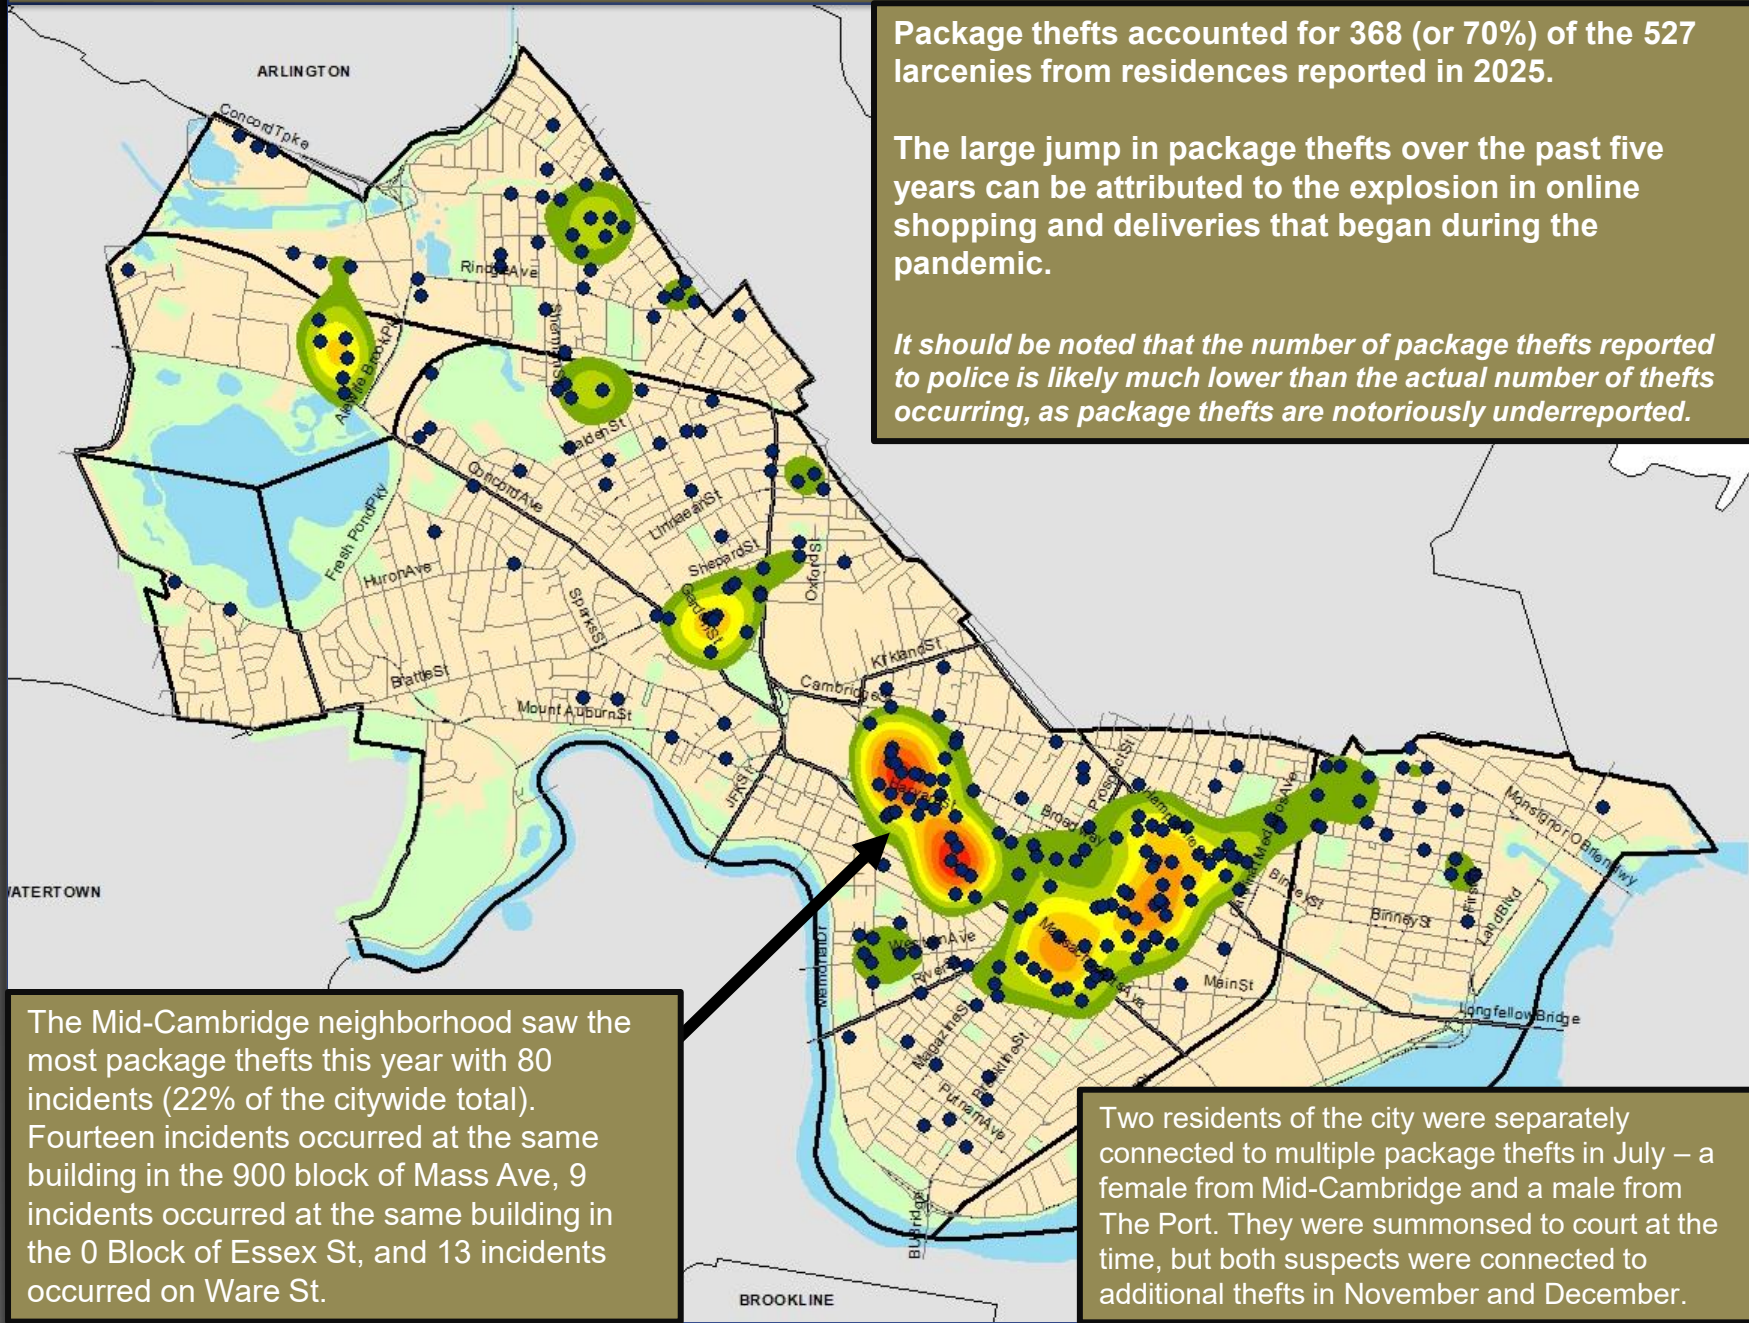 Package thefts accounted for 368 (or 70%) of the 527
larcenies from residences reported in 2025.
The large jump in package thefts over the past five
years can be attributed to the explosion in online
shopping and deliveries that began during the
pandemic.
It should be noted that the number of package thefts reported
to police is likely much lower than the actual number of thefts
occurring, as package thefts are notoriously underreported.
ARLINGTON
Concord Tpke
Ringe Ave
Alewife Brook Pky
Walden St
Concord Ave
Linnaean St
Fresh Pond Pky
Shepard St
Oxford St
Huron Ave
Sparks St
Garden St
Kirkland St
Brattle St
Cambridge
Mount Auburn St
JFK St
Prospect St
Broadway
Monsignor OBrien Hwy
WATERTOWN
Binney St
Binney St
First
Land Blvd
Western Ave
River
Memorial Dr
Main St
Longfellow Bridge
Magazine St
Brookline St
Putnam Ave
BU Bridge
BROOKLINE
The Mid-Cambridge neighborhood saw the
most package thefts this year with 80
incidents (22% of the citywide total).
Fourteen incidents occurred at the same
building in the 900 block of Mass Ave, 9
incidents occurred at the same building in
the 0 Block of Essex St, and 13 incidents
occurred on Ware St.
Two residents of the city were separately
connected to multiple package thefts in July – a
female from Mid-Cambridge and a male from
The Port. They were summonsed to court at the
time, but both suspects were connected to
additional thefts in November and December.